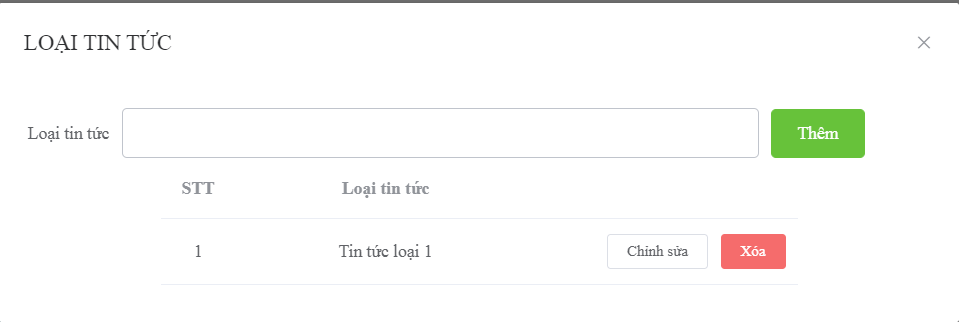 LOẠI TIN TỨC
Loại tin tức Thêm
STT Loại tin tức
1 Tin tức loại 1 Chỉnh sửa Xóa